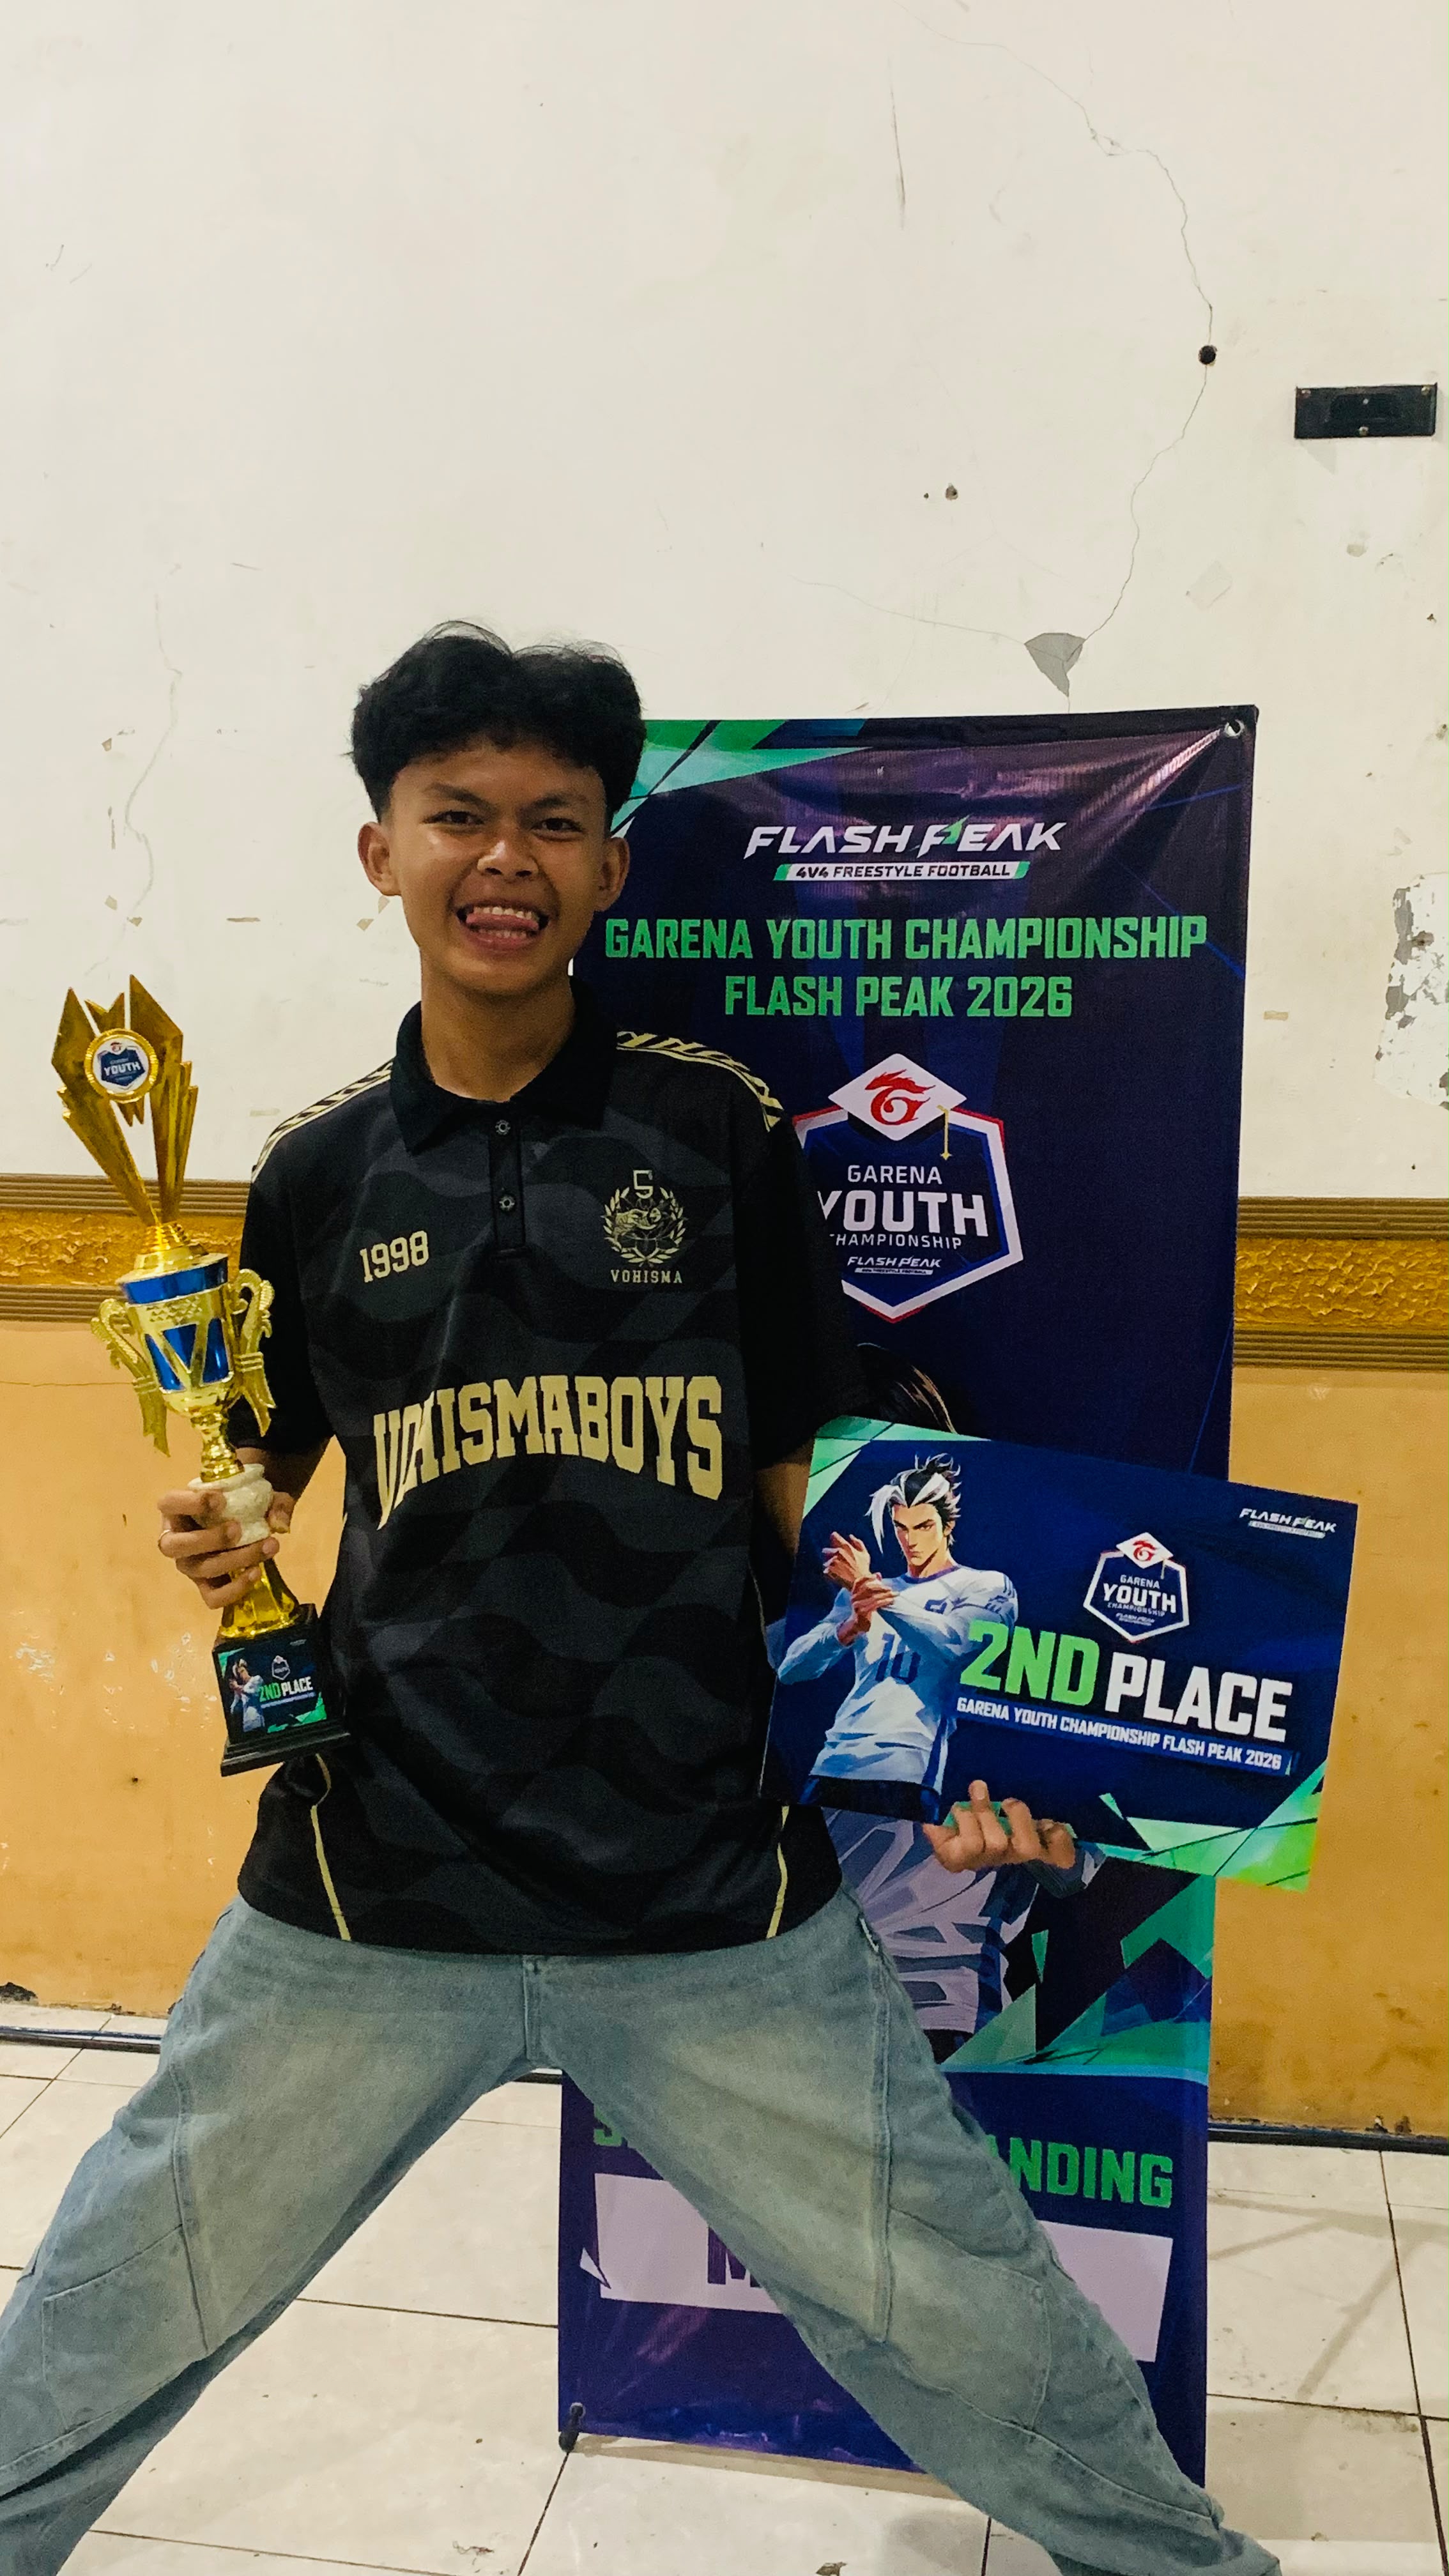 FLASH PEAK
4V4 FREESTYLE FOOTBALL
GARENA YOUTH CHAMPIONSHIP
FLASH PEAK 2026
GARENA
YOUTH
CHAMPIONSHIP
FLASH PEAK
YOUTH
1998
5
VOHISMA
VOHISMABOYS
FLASH PEAK
GARENA
YOUTH
CHAMPIONSHIP
2ND PLACE
GARENA YOUTH CHAMPIONSHIP FLASH PEAK 2026
10
2ND PLACE